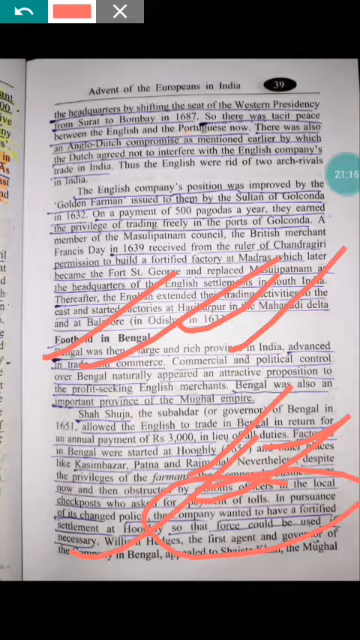 Advent of the Europeans in India 39
the headquarters by shifting the seat of the Western Presidency
from Surat to Bombay in 1687. So there was tacit peace
between the English and the Portuguese now. There was also
an Anglo-Dutch compromise as mentioned earlier by which
the Dutch agreed not to interfere with the English company's
trade in India. Thus the English were rid of two arch-rivals
in India.
The English company's position was improved by the
'Golden Farman' issued to them by the Sultan of Golconda
in 1632. On a payment of 500 pagodas a year, they earned
the privilege of trading freely in the ports of Golconda. A
member of the Masulipatnam council, the British merchant
Francis Day in 1639 received from the ruler of Chandragiri
permission to build a fortified factory at Madras which later
became the Fort St. George and replaced Masulipatnam as
the headquarters of the English settlements in south India.
Thereafter, the English extended their trading activities to the
east and started factories at Hariharpur in the Mahanadi delta
and at Balasore (in Odisha) in
Foothold in Bengal
Bengal was then a large and rich province in India, advanced
in trade and commerce. Commercial and political control
over Bengal naturally appeared an attractive proposition to
the profit-seeking English merchants. Bengal was also an
important province of the Mughal empire.
Shah Shuja, the subahdar (or governor) of Bengal in
1651, allowed the English to trade in Bengal in return for
an annual payment of Rs 3,000, in lieu of all duties. Factories
in Bengal were started at Hooghly and other places
like Kasimbazar, Patna and Rajmahal. Nevertheless, despite
the privileges of the farman,
now and then obstructed by customs officers in the local
checkposts who asked for payment of tolls. In pursuance
of its changed policy, the company wanted to have a fortified
settlement at Hooghly so that force could be used if
necessary. William Hedges, the first agent and governor of
the Company in Bengal, appealed to Shaista Khan, the Mughal
21:16